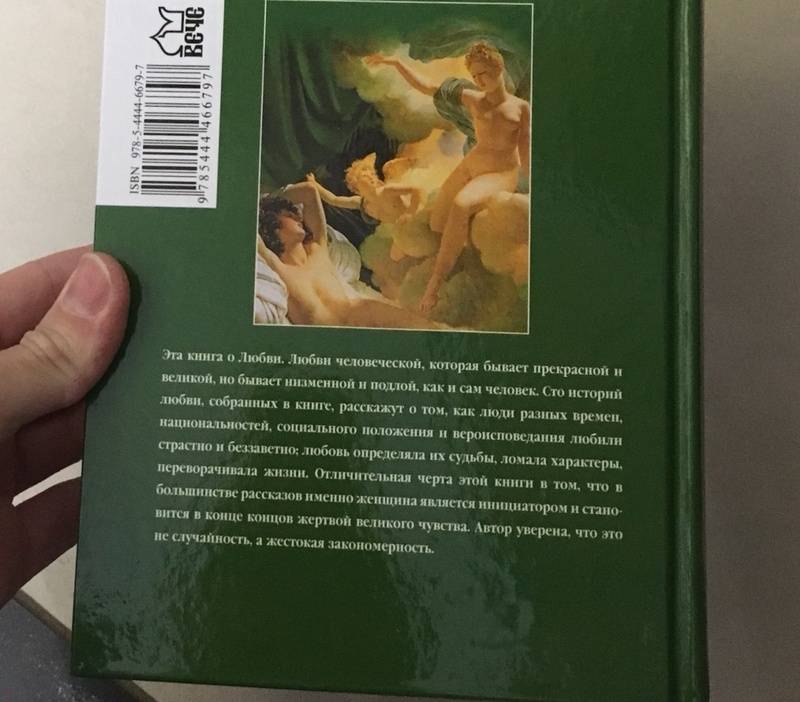 ВЕЧЕ
ISBN 978-5-4444-6679-7
9 785444 466797
Эта книга о Любви. Любви человеческой, которая бывает прекрасной и
великой, но бывает низменной и подлой, как и сам человек. Сто историй
любви, собранных в книге, расскажут о том, как люди разных времен,
национальностей, социального положения и вероисповедания любили
страстно и беззаветно; любовь определяла их судьбы, ломала характеры,
переворачивала жизни. Отличительная черта этой книги в том, что в
большинстве рассказов именно женщина является инициатором и стано-
вится в конце концов жертвой великого чувства. Автор уверена, что это
не случайность, а жестокая закономерность.